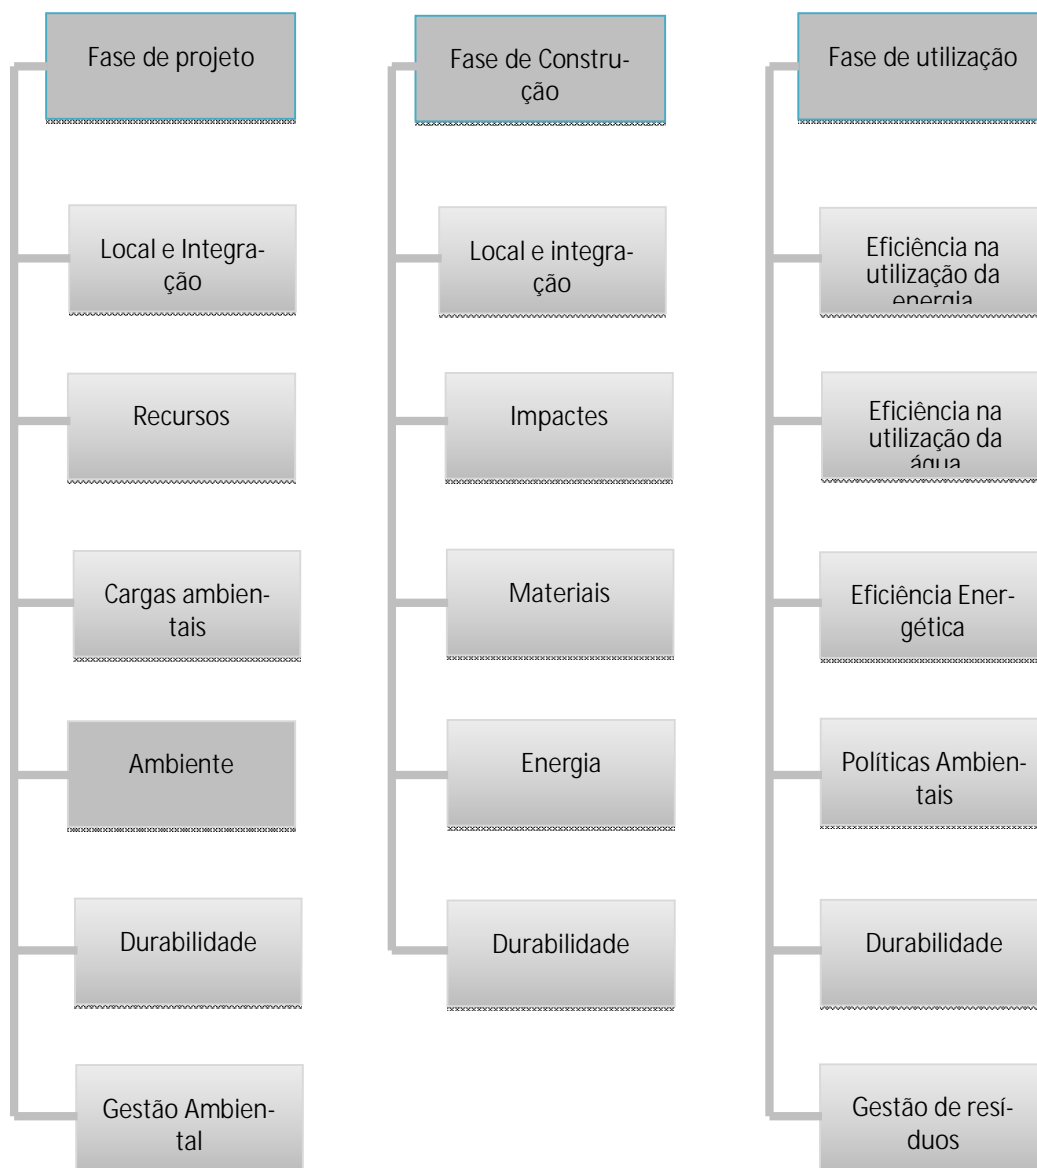 Fase de projeto
Local e Integra-
ção
Recursos
Cargas ambien-
tais
Ambiente
Durabilidade
Gestão Ambien-
tal
Fase de Constru-
ção
Local e integra-
ção
Impactes
Materiais
Energia
Durabilidade
Fase de utilização
Eficiência na
utilização da
energia
Eficiência na
utilização da
água
Eficiência Ener-
gética
Políticas Ambien-
tais
Durabilidade
Gestão de resí-
duos